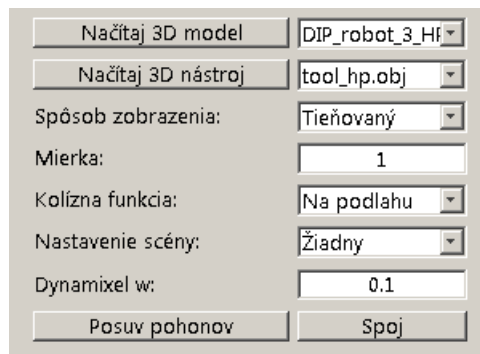 Načítaj 3D model DIP_robot_3_HP
Načítaj 3D nástroj tool_hp.obj
Spôsob zobrazenia: Tieňovaný
Mierka: 1
Kolízna funkcia: Na podlahu
Nastavenie scény: Žiadny
Dynamixel w: 0.1
Posuv pohonov Spoj